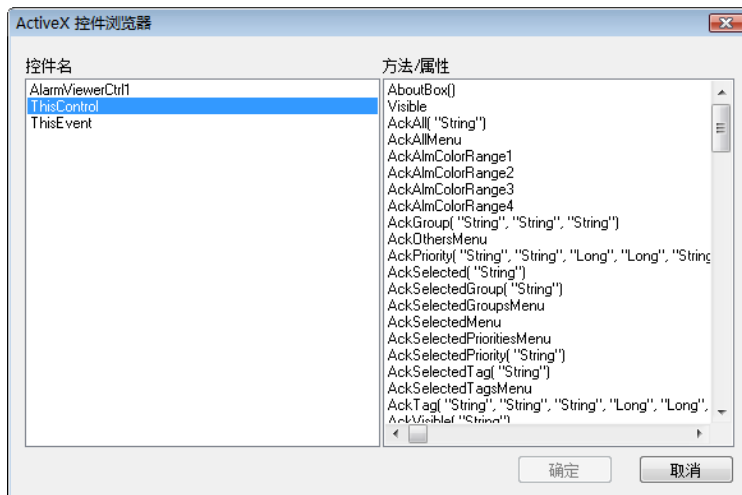 ActiveX 控件浏览器
控件名
AlarmViewerCtrl1
ThisControl
ThisEvent
方法/属性
AboutBox()
Visible
AckAll( "String")
AckAllMenu
AckAlmColorRange1
AckAlmColorRange2
AckAlmColorRange3
AckAlmColorRange4
AckGroup( "String", "String", "String")
AckOthersMenu
AckPriority( "String", "String", "Long", "Long", "String
AckSelected( "String")
AckSelectedGroup( "String")
AckSelectedGroupsMenu
AckSelectedMenu
AckSelectedPrioritiesMenu
AckSelectedPriority( "String")
AckSelectedTag( "String")
AckSelectedTagsMenu
AckTag( "String", "String", "String", "Long", "Long",
AckVisible( "String")
确定
取消